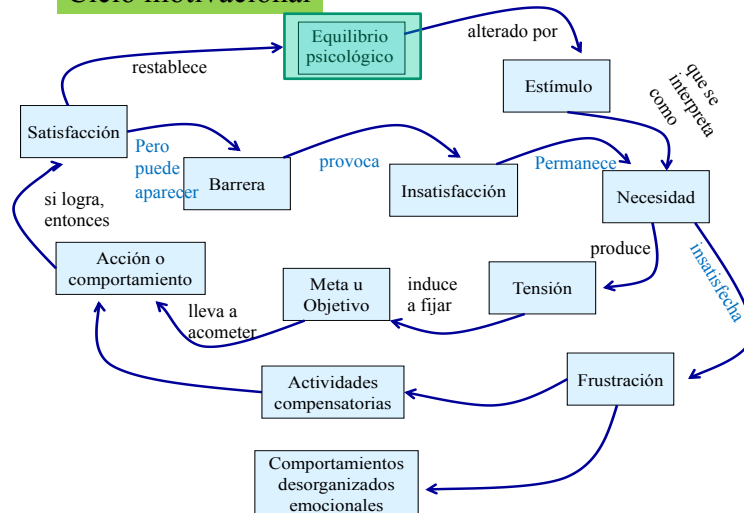 Ciclo motivacional
Equilibrio
psicológico
alterado por
Estímulo
que se
interpreta
como
restablece
Satisfacción
Pero
puede
aparecer
Barrera
provoca
Insatisfacción
Permanece
Necesidad
si logra,
entonces
Acción o
comportamiento
lleva a
acometer
Meta u
Objetivo
induce
a fijar
Tensión
produce
insatisfecha
Frustración
Actividades
compensatorias
Comportamientos
desorganizados
emocionales